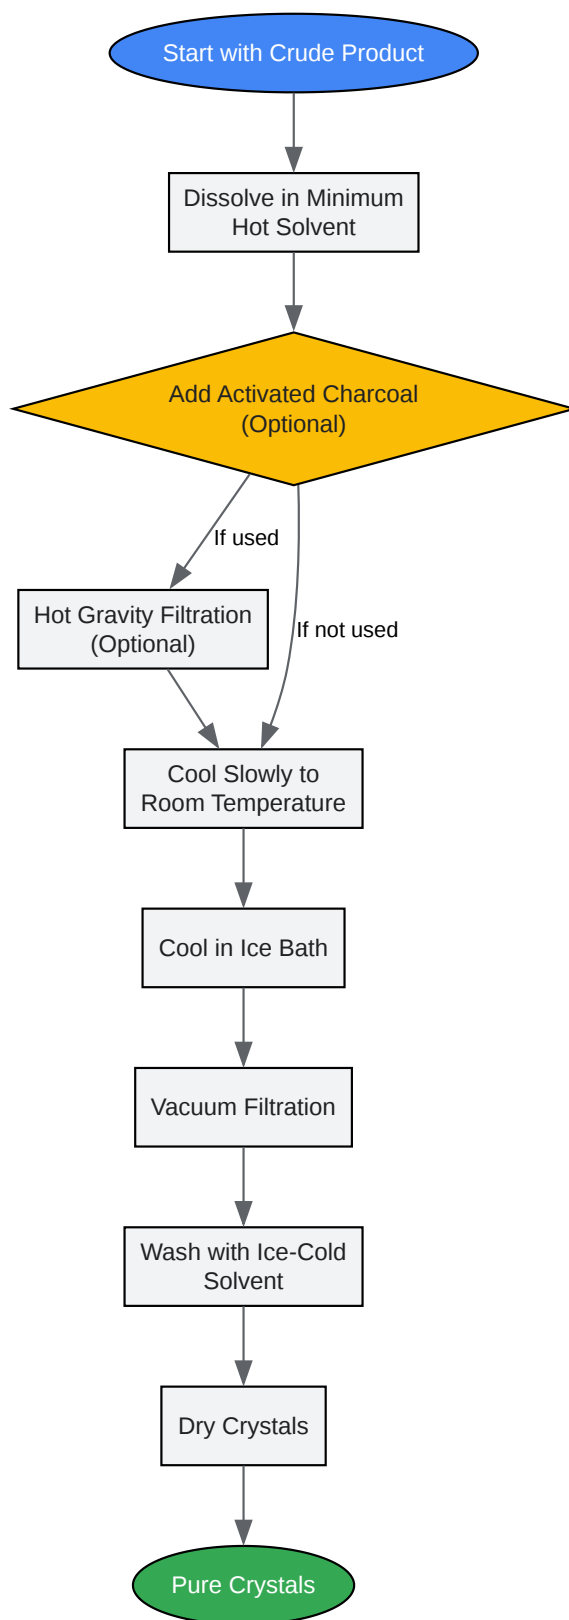 Start with Crude Product
Dissolve in Minimum
Hot Solvent
Add Activated Charcoal
(Optional)
If used
Hot Gravity Filtration
(Optional)
If not used
Cool Slowly to
Room Temperature
Cool in Ice Bath
Vacuum Filtration
Wash with Ice-Cold
Solvent
Dry Crystals
Pure Crystals